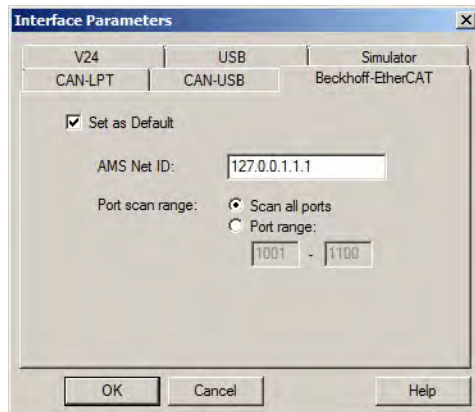 Interface Parameters
V24 USB Simulator
CAN-LPT CAN-USB Beckhoff-EtherCAT
Set as Default
AMS Net ID: 127.0.0.1.1.1
Port scan range: Scan all ports
Port range:
1001 - 1100
OK Cancel Help